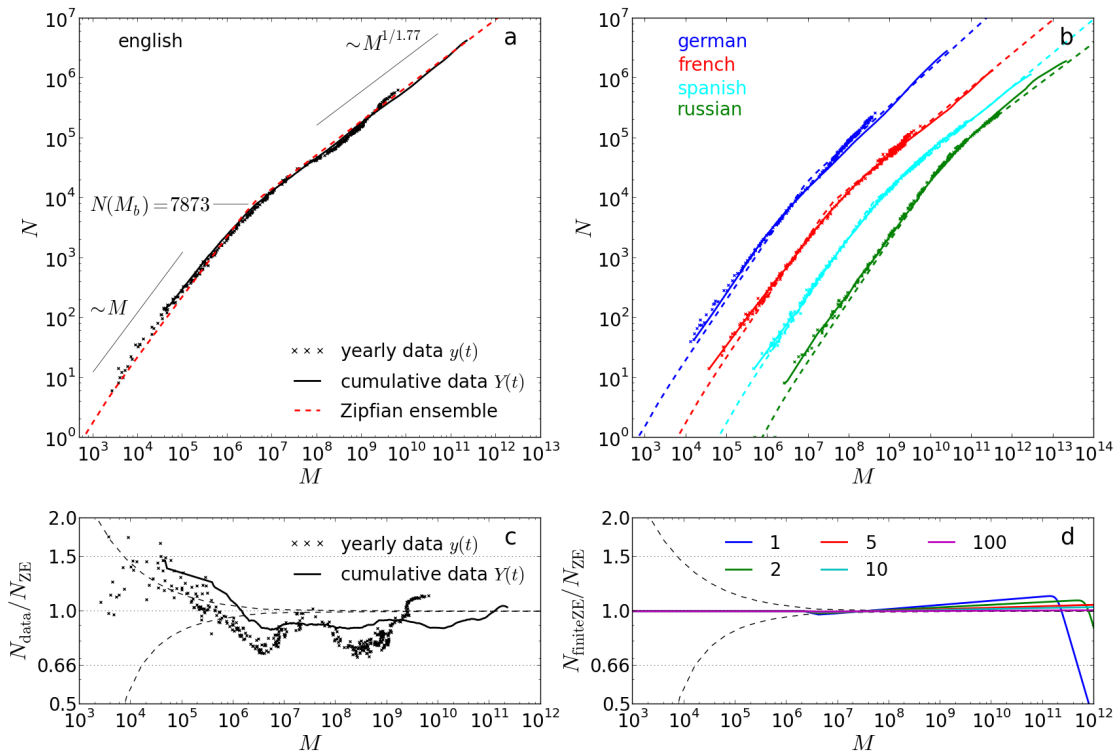 10^7
10^6
10^5
10^4
10^3
10^2
10^1
10^0
N
english
a
∼M^{1/1.77}
N(M_b)=7873
∼M
yearly data y(t)
cumulative data Y(t)
Zipfian ensemble
10^3 10^4 10^5 10^6 10^7 10^8 10^9 10^10 10^11 10^12 10^13
M
10^7
10^6
10^5
10^4
10^3
10^2
10^1
10^0
N
german
french
spanish
russian
b
10^3 10^4 10^5 10^6 10^7 10^8 10^9 10^10 10^11 10^12 10^13 10^14
M
2.0
1.5
1.0
0.66
0.5
N_data/N_ZE
yearly data y(t)
cumulative data Y(t)
c
10^3 10^4 10^5 10^6 10^7 10^8 10^9 10^10 10^11 10^12
M
2.0
1.5
1.0
0.66
0.5
N_finiteZE/N_ZE
1 5 100
2 10
d
10^3 10^4 10^5 10^6 10^7 10^8 10^9 10^10 10^11 10^12
M